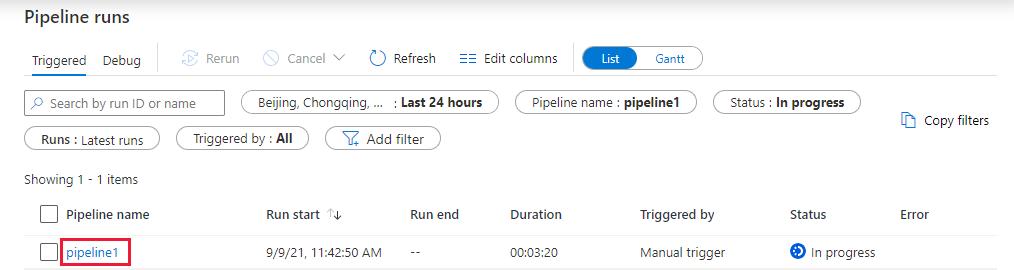 Pipeline runs
Triggered Debug Rerun Cancel Refresh Edit columns List Gantt
Search by run ID or name Beijing, Chongqing, ... : Last 24 hours Pipeline name : pipeline1 Status : In progress
Copy filters
Runs : Latest runs Triggered by : All Add filter
Showing 1 - 1 items
Pipeline name Run start ↑↓ Run end Duration Triggered by Status Error
pipeline1 9/9/21, 11:42:50 AM -- 00:03:20 Manual trigger In progress